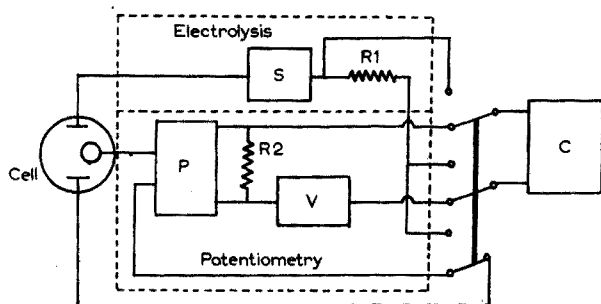 Electrolysis
S
R1
P
R2
C
Cell
V
Potentiometry